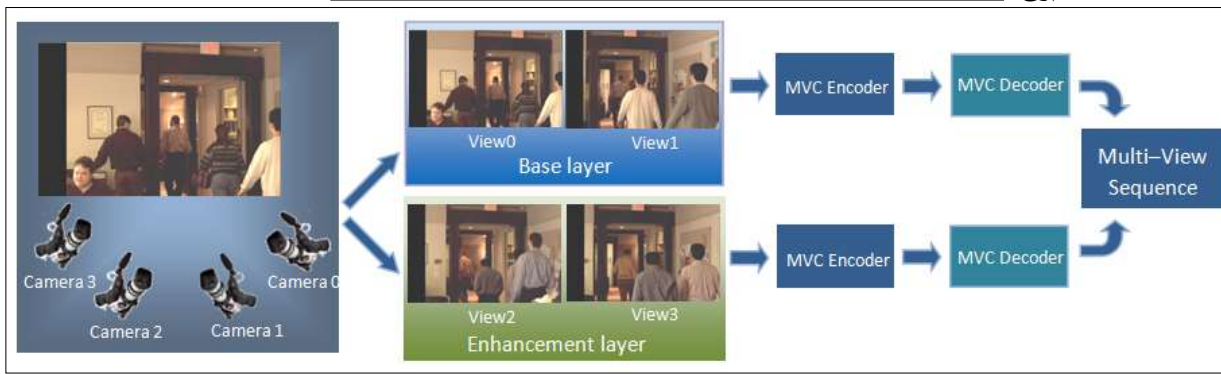 Camera 3
Camera 2
Camera 1
Camera 0
View0
View1
Base layer
View2
View3
Enhancement layer
MVC Encoder
MVC Decoder
MVC Encoder
MVC Decoder
Multi–View
Sequence